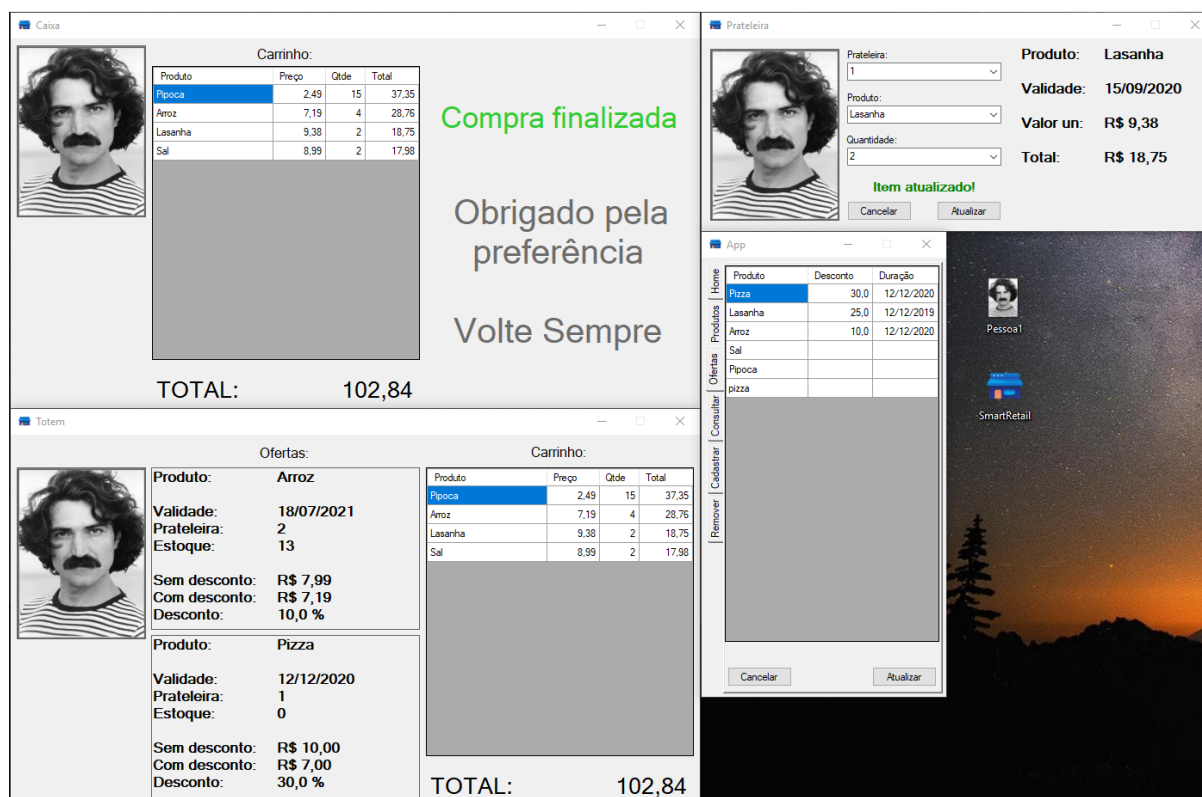 Caixa
Carrinho:
Produto Preço Qtde Total
Pipoca 2,49 15 37,35
Arroz 7,19 4 28,76
Lasanha 9,38 2 18,75
Sal 8,99 2 17,98
TOTAL: 102,84
Compra finalizada
Obrigado pela
preferência
Volte Sempre
Prateleira
Prateleira:
1
Produto:
Lasanha
Quantidade:
2
Item atualizado!
Cancelar Atualizar
Produto: Lasanha
Validade: 15/09/2020
Valor un: R$ 9,38
Total: R$ 18,75
Totem
Ofertas:
Produto: Arroz
Validade: 18/07/2021
Prateleira: 2
Estoque: 13
Sem desconto: R$ 7,99
Com desconto: R$ 7,19
Desconto: 10,0 %
Produto: Pizza
Validade: 12/12/2020
Prateleira: 1
Estoque: 0
Sem desconto: R$ 10,00
Com desconto: R$ 7,00
Desconto: 30,0 %
Carrinho:
Produto Preço Qtde Total
Pipoca 2,49 15 37,35
Arroz 7,19 4 28,76
Lasanha 9,38 2 18,75
Sal 8,99 2 17,98
TOTAL: 102,84
App
Home
Produtos
Ofertas
Consultar
Cadastrar
Remover
Produto Desconto Duração
Pizza 30,0 12/12/2020
Lasanha 25,0 12/12/2019
Arroz 10,0 12/12/2020
Sal
Pipoca
pizza
Cancelar Atualizar
Pessoa1
SmartRetail